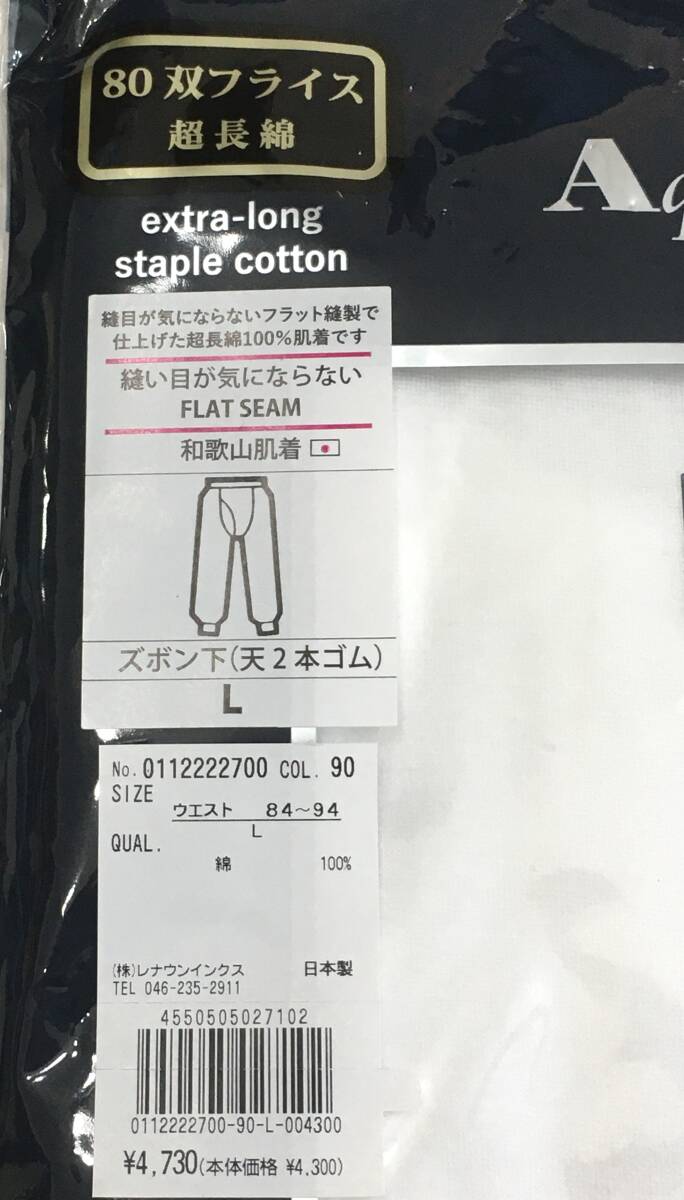 80双フライス
超長綿
extra-long
staple cotton
縫目が気にならないフラット縫製で
仕上げた超長綿100%肌着です
縫い目が気にならない
FLAT SEAM
和歌山肌着
ズボン下(天2本ゴム)
L
No. 0112222700 COL. 90
SIZE
ウエスト 84～94
L
QUAL.
綿 100%
(株)レナウンインクス 日本製
TEL 046-235-2911
4550505027102
0112222700-90-L-004300
¥4,730(本体価格 ¥4,300)